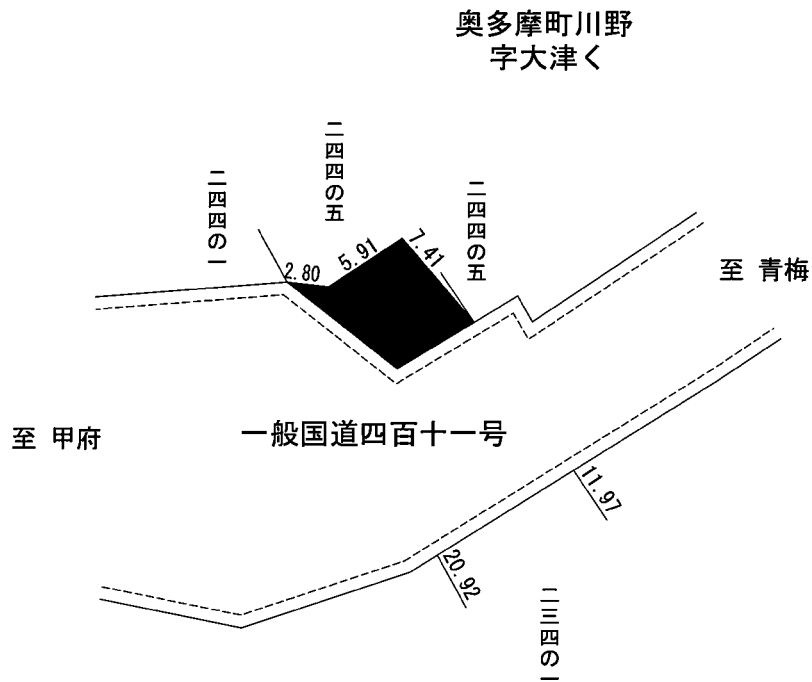 奥多摩町川野
字大津く
二四四の五
二四四の一
二四四の五
2.80
5.91
7.41
至 青梅
一般国道四百十一号
至 甲府
11.97
20.92
二三四の一